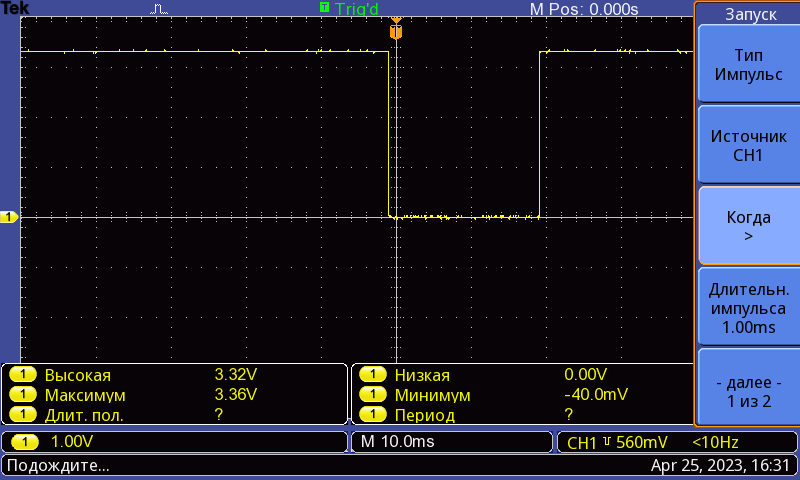 Tek T Trig'd M Pos: 0.000s
Запуск
T
Тип
Импульс
Источник
CH1
1
Когда
>
Длительн.
импульса
1.00ms
- далее -
1 из 2
1 Высокая 3.32V 1 Низкая 0.00V
1 Максимум 3.36V 1 Минимум -40.0mV
1 Длит. пол. ? 1 Период ?
1 1.00V M 10.0ms CH1 560mV <10Hz
Подождите... Apr 25, 2023, 16:31